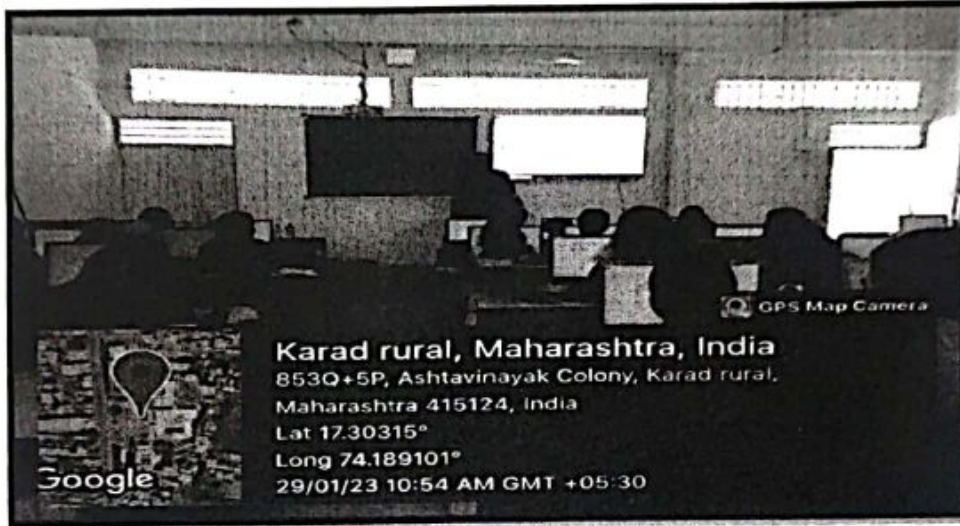 GPS Map Camera
Karad rural, Maharashtra, India
853Q+5P, Ashtavinayak Colony, Karad rural,
Maharashtra 415124, India
Lat 17.30315°
Long 74.189101°
29/01/23 10:54 AM GMT +05:30
Google